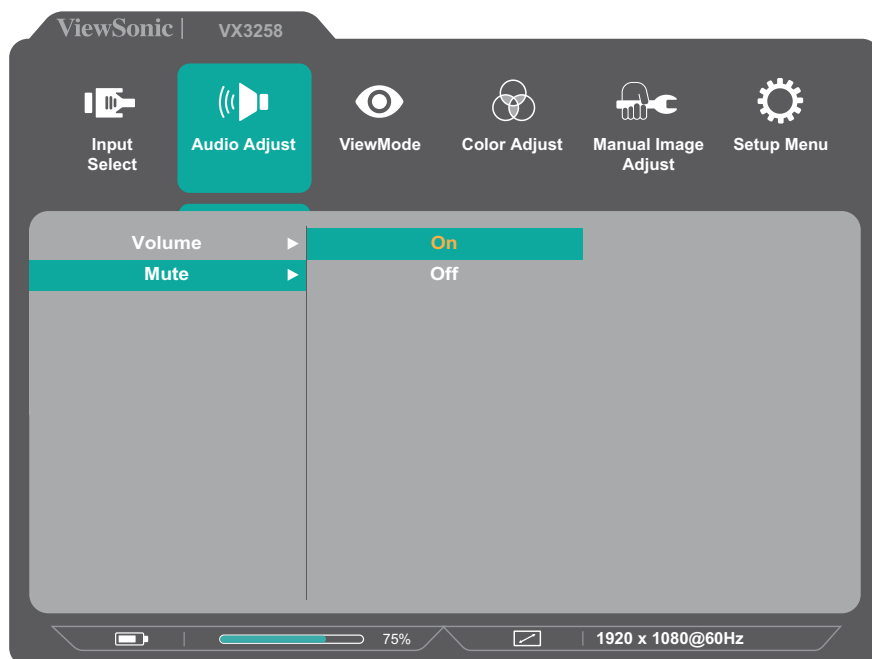 ViewSonic | VX3258
Input
Select
Audio Adjust
ViewMode
Color Adjust
Manual Image
Adjust
Setup Menu
Volume
On
Mute
Off
75%
1920 x 1080@60Hz